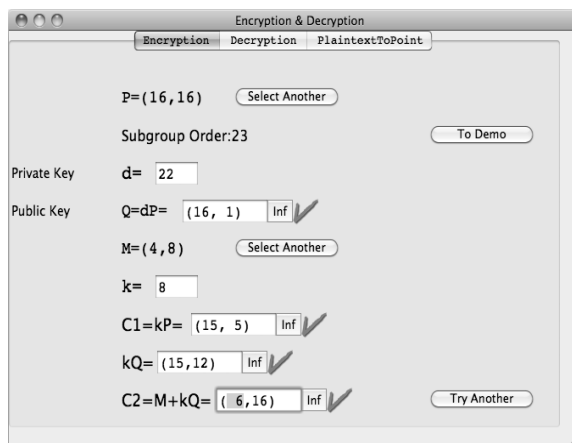 Encryption & Decryption
Encryption Decryption PlaintextToPoint
P=(16,16) Select Another
Subgroup Order:23 To Demo
Private Key d= 22
Public Key Q=dP= (16, 1) Inf
M=(4,8) Select Another
k= 8
C1=kP= (15, 5) Inf
kQ= (15,12) Inf
C2=M+kQ= ( 6,16) Inf Try Another